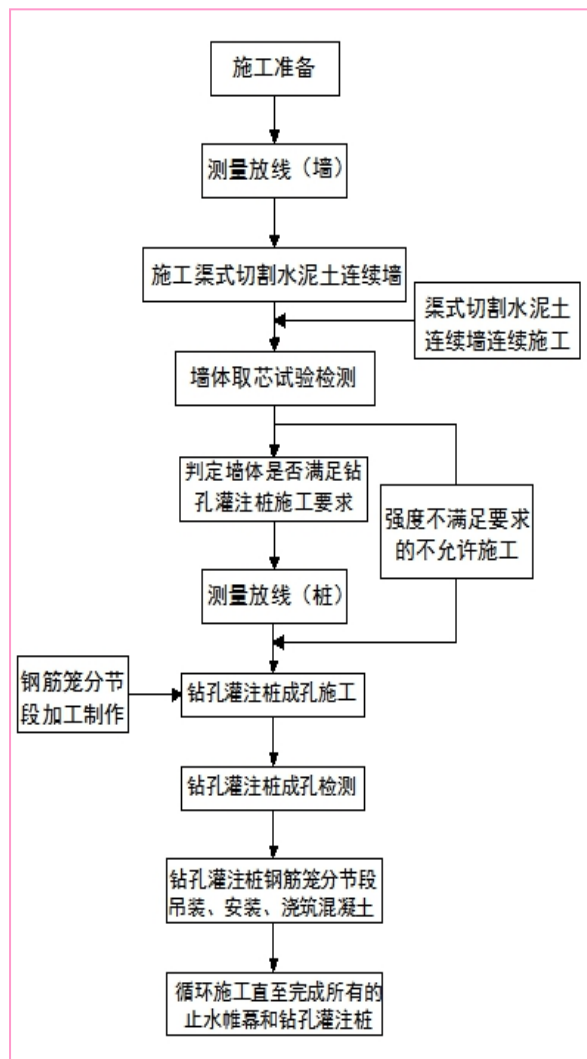 施工准备
测量放线（墙）
施工渠式切割水泥土连续墙
渠式切割水泥土
连续墙连续施工
墙体取芯试验检测
判定墙体是否满足钻
孔灌注桩施工要求
强度不满足要求
的不允许施工
测量放线（桩）
钢筋笼分节
段加工制作
钻孔灌注桩成孔施工
钻孔灌注桩成孔检测
钻孔灌注桩钢筋笼分节段
吊装、安装、浇筑混凝土
循环施工直至完成所有的
止水帷幕和钻孔灌注桩